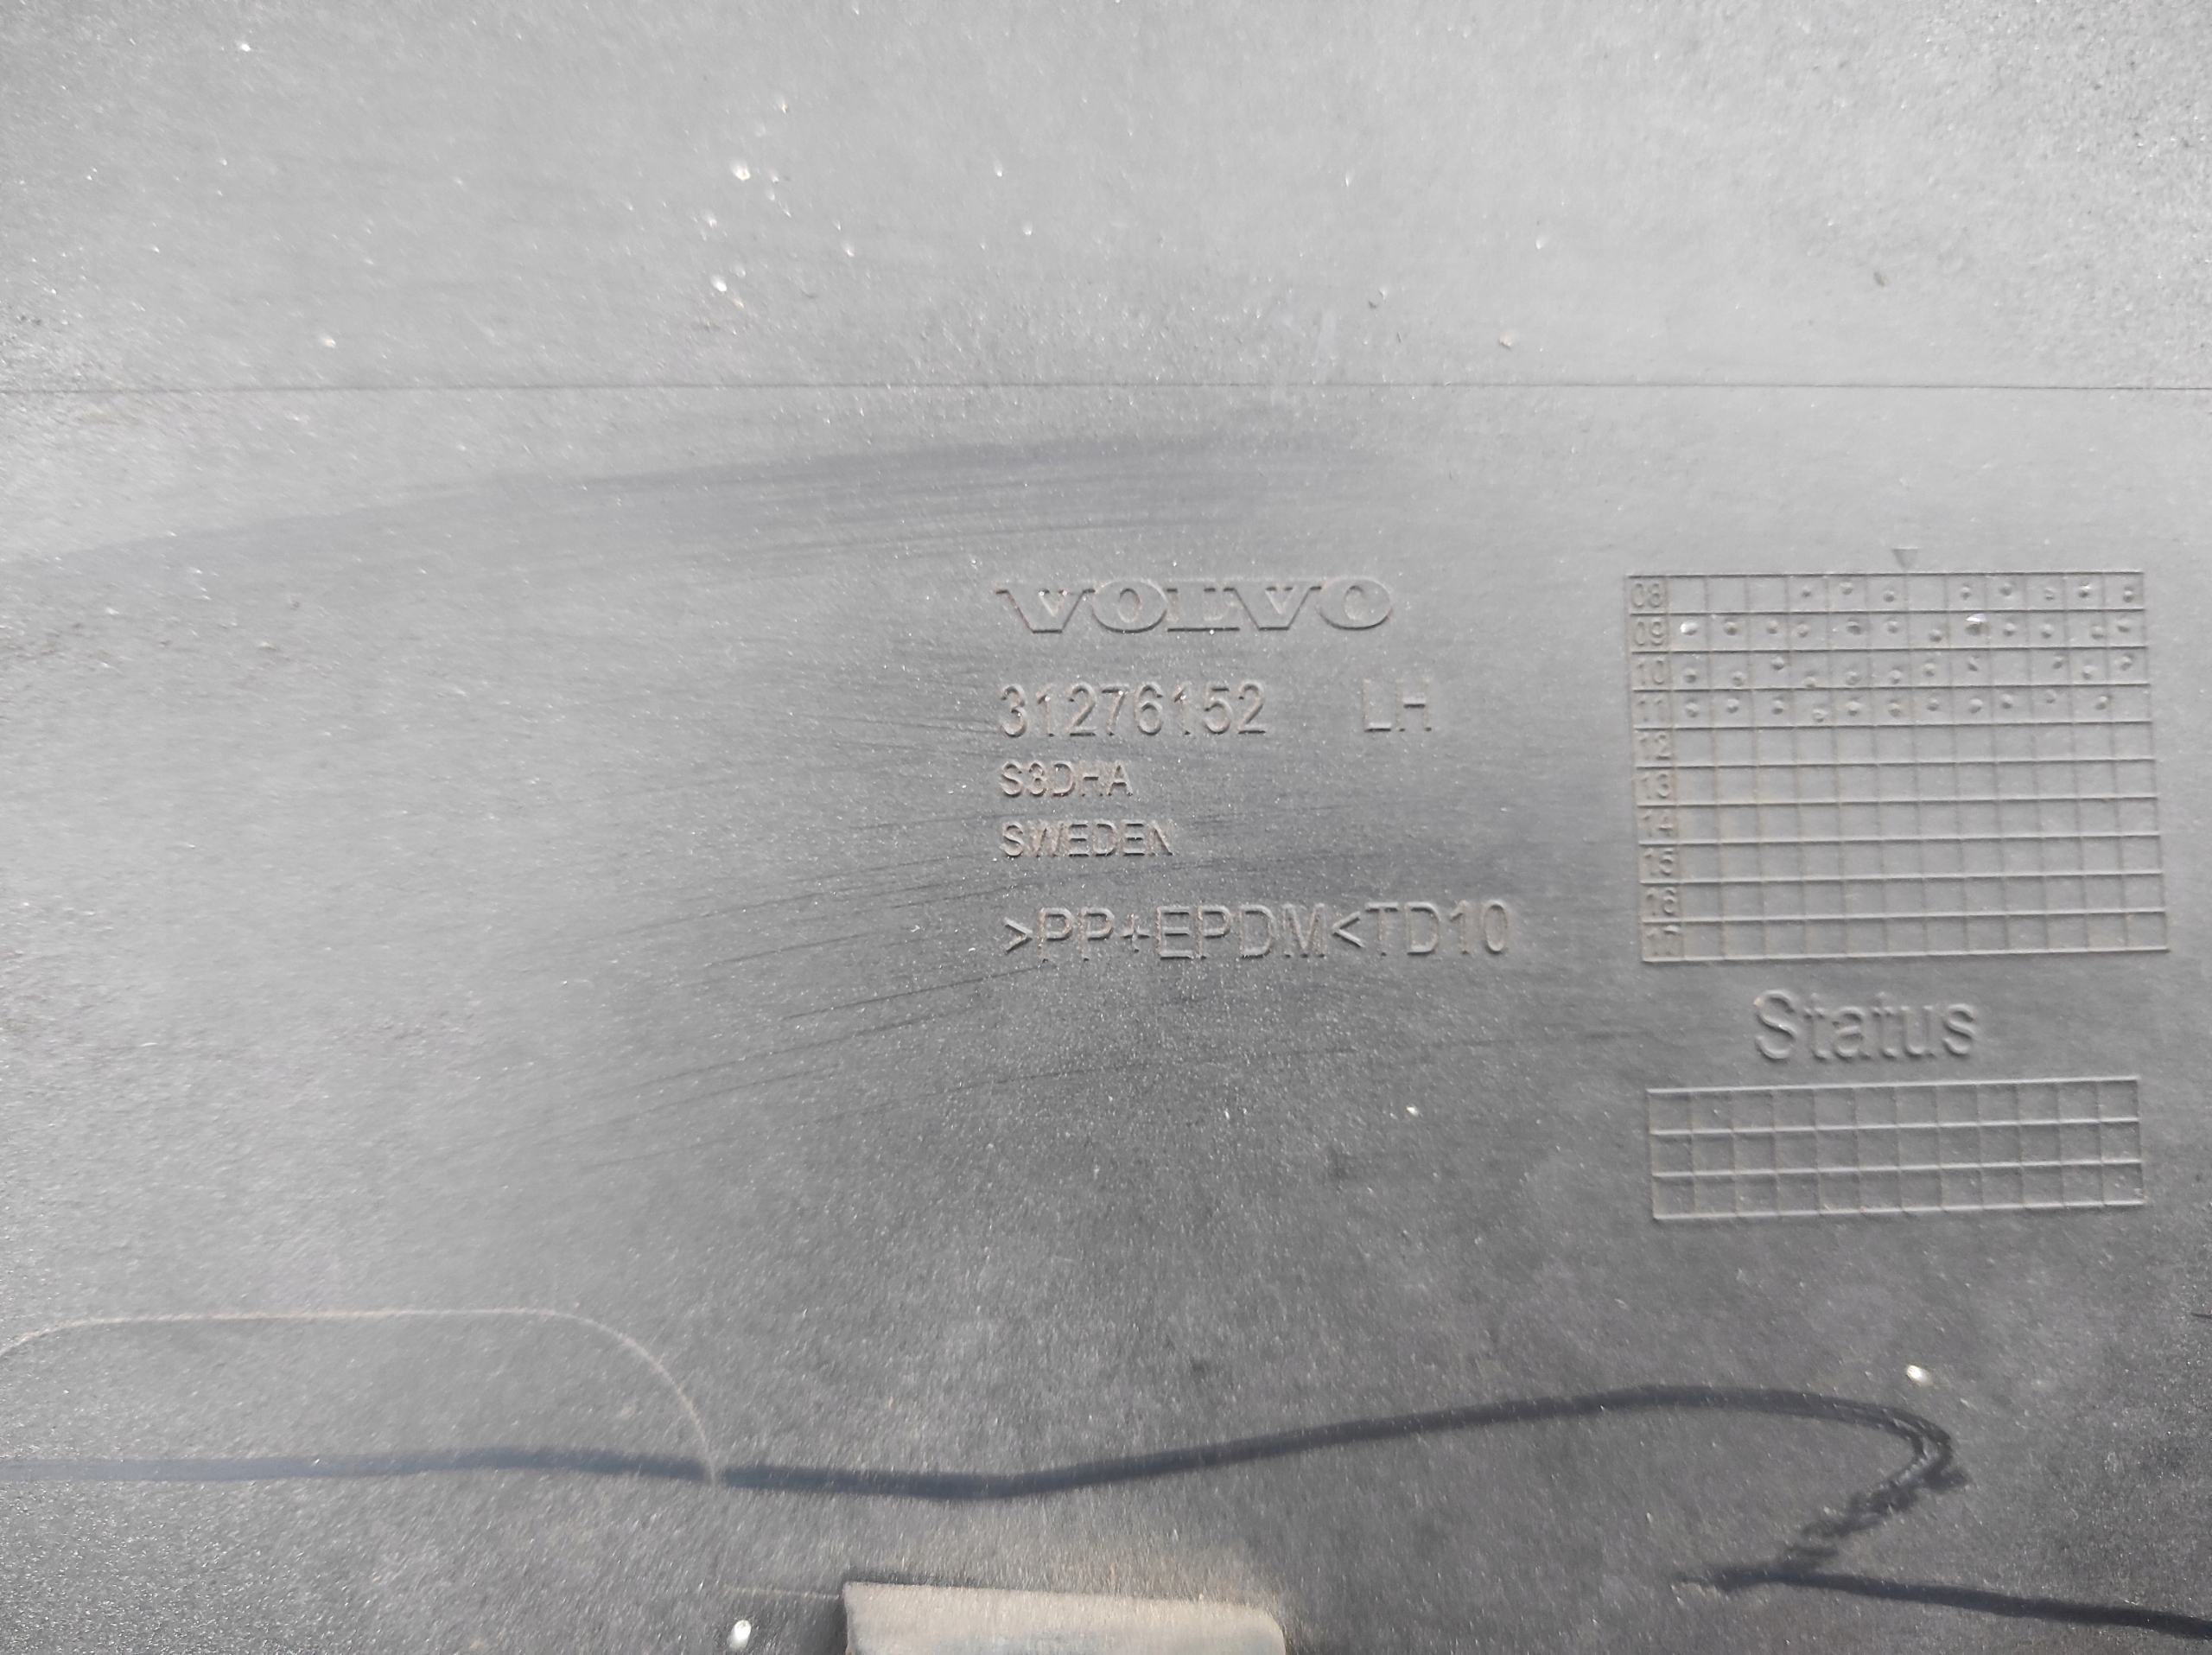 VOLVO
31276152 LH
S3DHA
SWEDEN
>PP+EPDM<TD10
08
09
10
11
12
13
14
15
16
17
Status